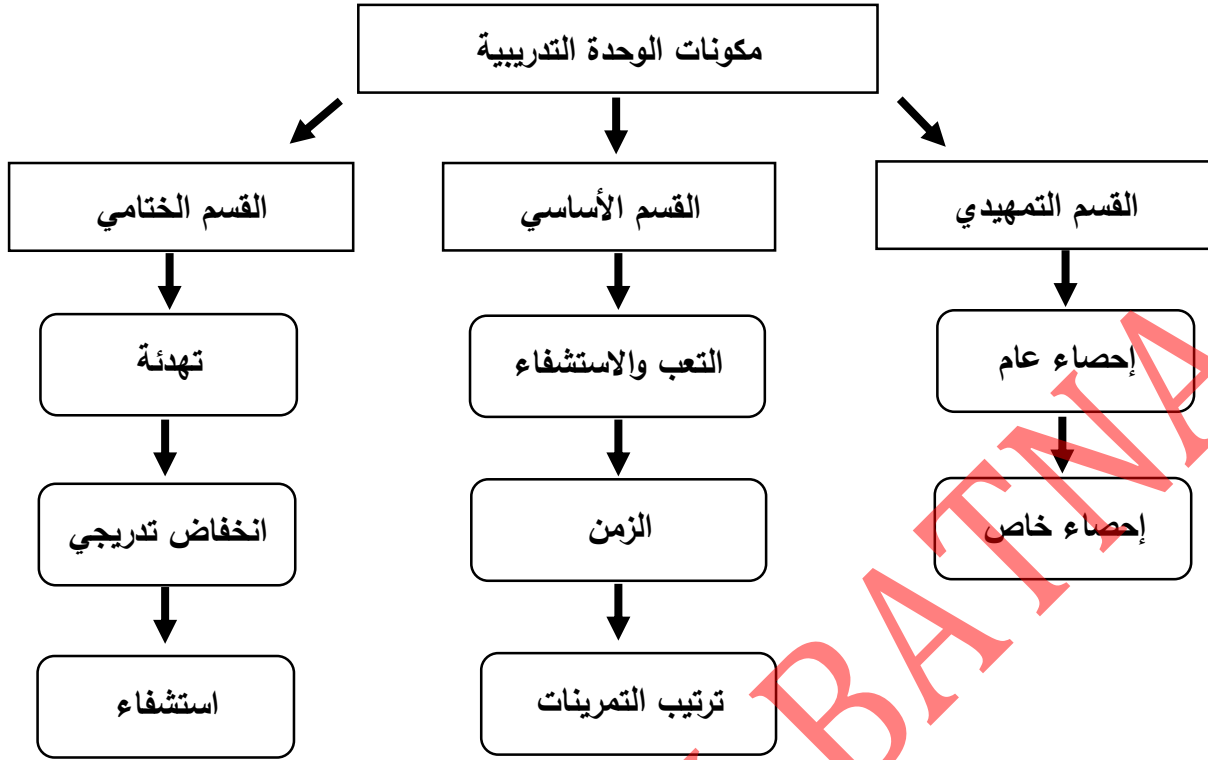 مكونات الوحدة التدريبية
القسم التمهيدي
القسم الأساسي
القسم الختامي
إحصاء عام
التعب والاستشفاء
تهدئة
إحصاء خاص
الزمن
انخفاض تدريجي
ترتيب التمرينات
استشفاء
BATNA